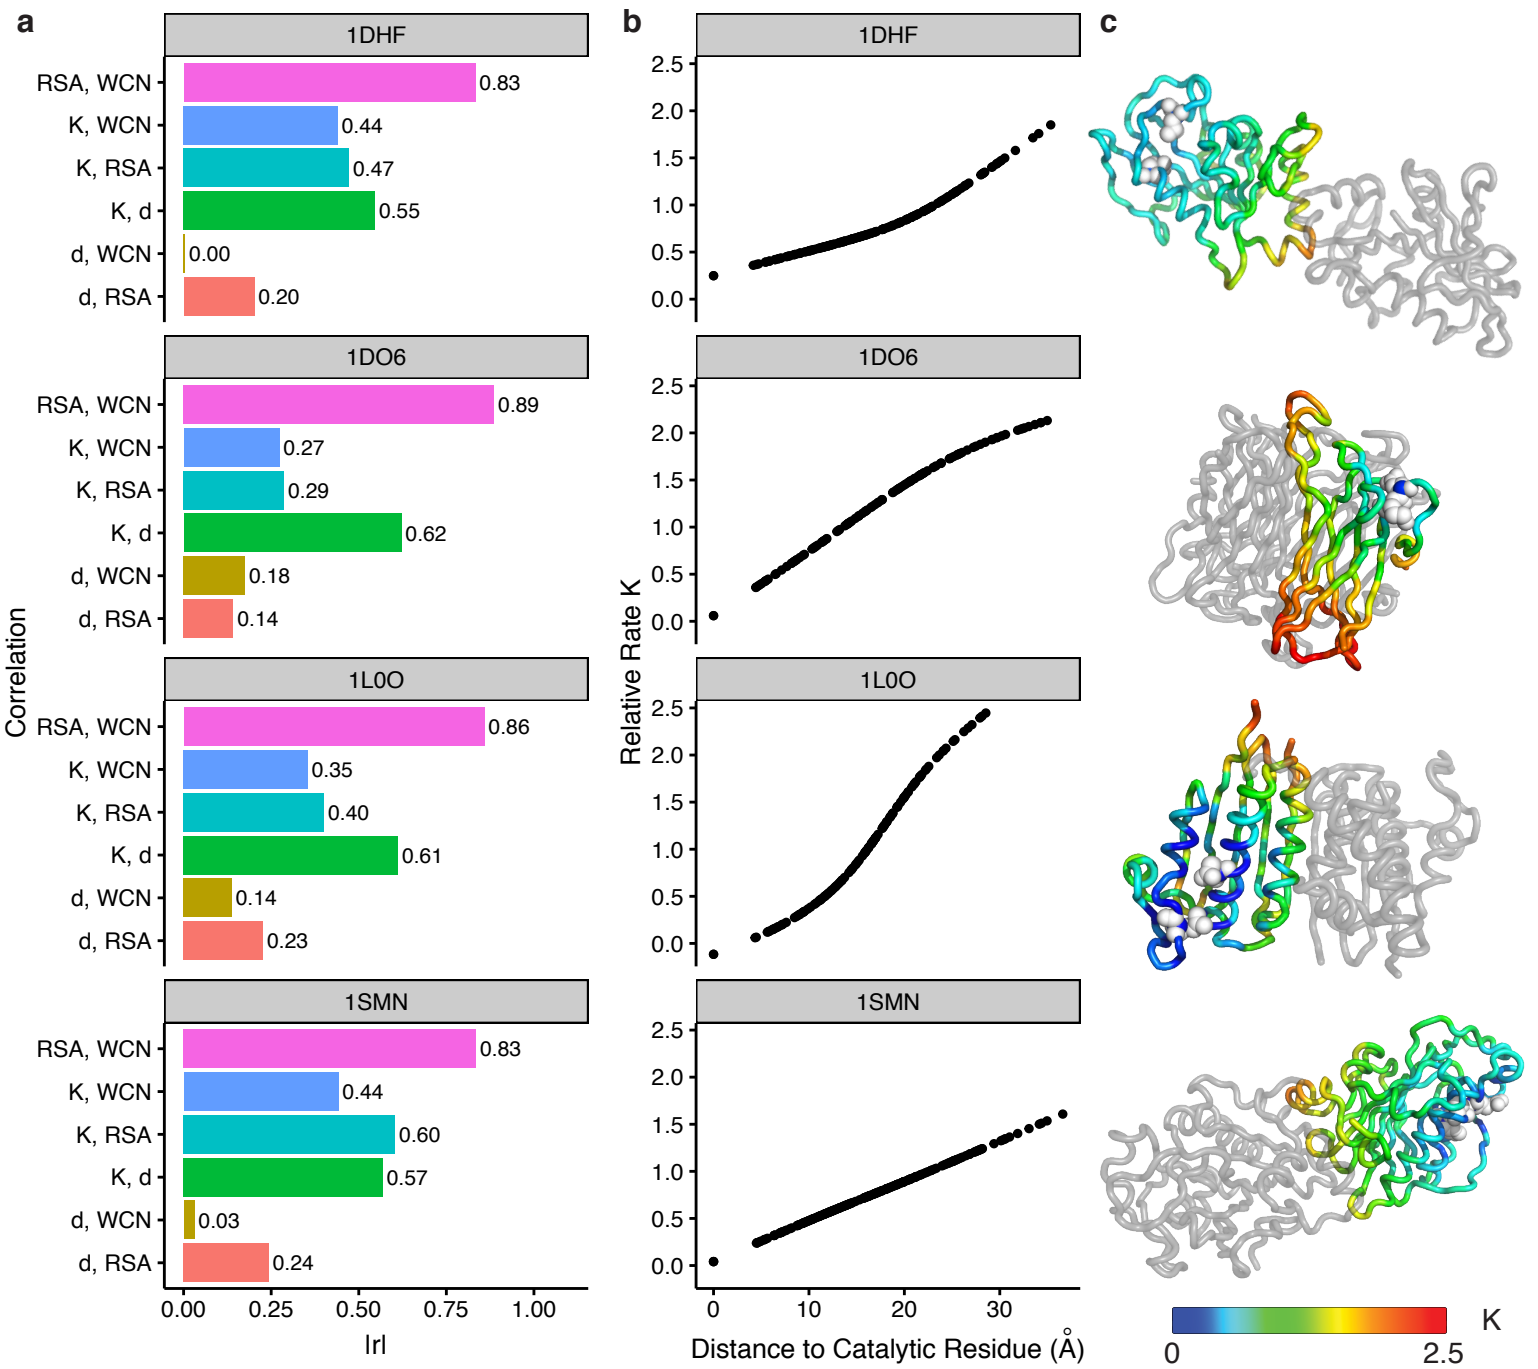 a
1DHF
RSA, WCN
0.83
K, WCN
0.44
K, RSA
0.47
K, d
0.55
d, WCN
0.00
d, RSA
0.20
1DO6
RSA, WCN
0.89
K, WCN
0.27
K, RSA
0.29
K, d
0.62
d, WCN
0.18
d, RSA
0.14
1L0O
RSA, WCN
0.86
K, WCN
0.35
K, RSA
0.40
K, d
0.61
d, WCN
0.14
d, RSA
0.23
1SMN
RSA, WCN
0.83
K, WCN
0.44
K, RSA
0.60
K, d
0.57
d, WCN
0.03
d, RSA
0.24
0.00 0.25 0.50 0.75 1.00
|r|
Correlation
b
1DHF
2.5
2.0
1.5
1.0
0.5
0.0
1DO6
2.5
2.0
1.5
1.0
0.5
0.0
1L0O
2.5
2.0
1.5
1.0
0.5
0.0
1SMN
2.5
2.0
1.5
1.0
0.5
0.0
0 10 20 30
Distance to Catalytic Residue (Å)
Relative Rate K
c
K
0 2.5